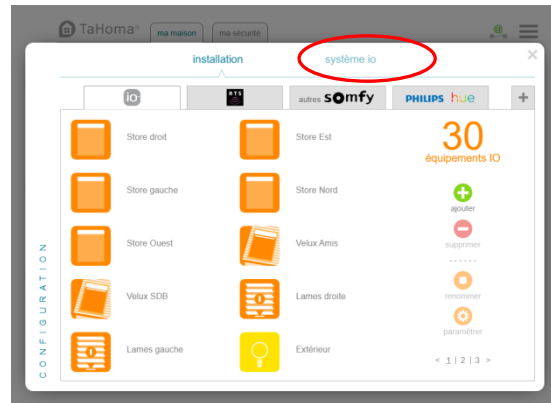 TaHoma® ma maison ma sécurité @
installation système io ×
io RTS autres somfy PHILIPS hue +
Store droit Store Est 30
équipements IO
Store gauche Store Nord
ajouter
Store Ouest Velux Amis supprimer
Velux SDB Lames droite renommer
paramétrer
Lames gauche Extérieur < 1 | 2 | 3 >
CONFIGURATION